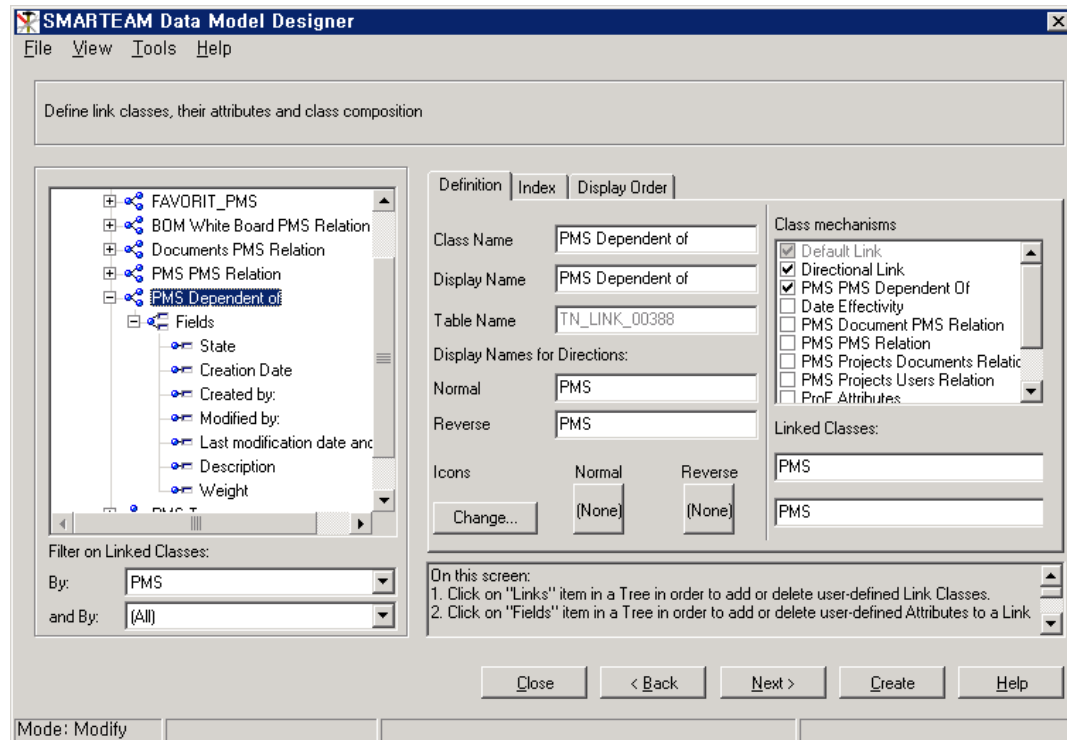 SMARTEAM Data Model Designer
File View Tools Help
Define link classes, their attributes and class composition
FAVORIT_PMS
BOM White Board PMS Relation
Documents PMS Relation
PMS PMS Relation
PMS Dependent of
Fields
State
Creation Date
Created by:
Modified by:
Last modification date and
Description
Weight
Filter on Linked Classes:
By: PMS
and By: (All)
Definition Index Display Order
Class Name PMS Dependent of
Display Name PMS Dependent of
Table Name TN_LINK_00388
Display Names for Directions:
Normal PMS
Reverse PMS
Icons Normal Reverse
Change... (None) (None)
Class mechanisms
Default Link
Directional Link
PMS PMS Dependent Of
Date Effectivity
PMS Document PMS Relation
PMS PMS Relation
PMS Projects Documents Relatic
PMS Projects Users Relation
ProE Attributes
Linked Classes:
PMS
PMS
On this screen:
1. Click on "Links" item in a Tree in order to add or delete user-defined Link Classes.
2. Click on "Fields" item in a Tree in order to add or delete user-defined Attributes to a Link
Close < Back Next > Create Help
Mode: Modify